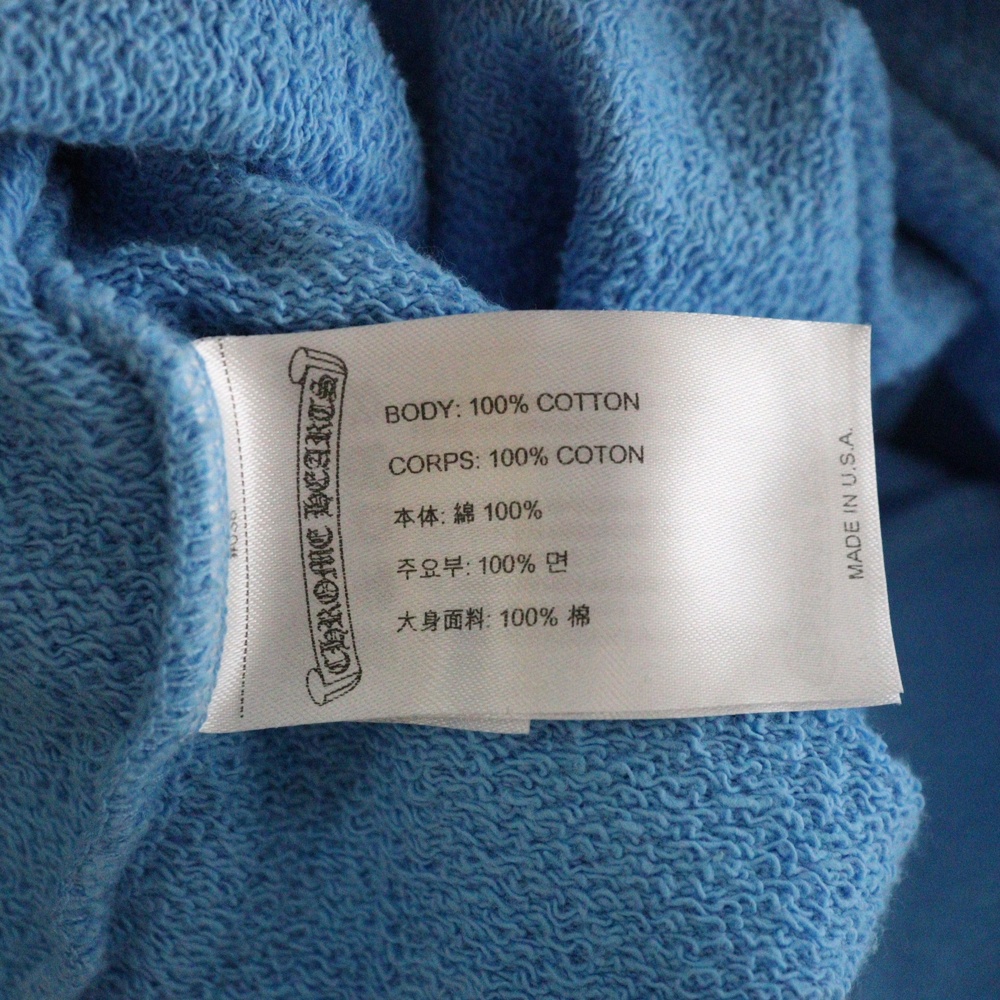 CHROME HEARTS
BODY: 100% COTTON
CORPS: 100% COTON
本体: 綿 100%
주요부: 100% 면
大身面料: 100% 棉
MADE IN U.S.A.